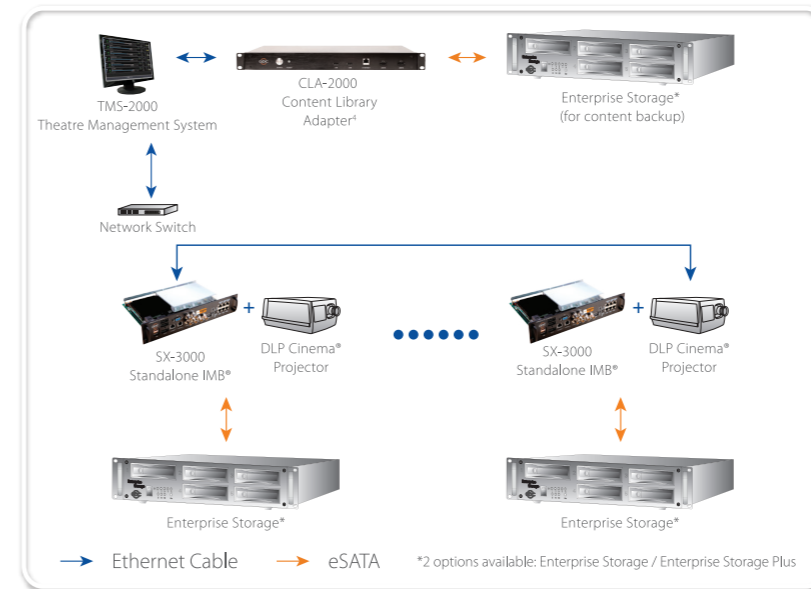 TMS-2000
Theatre Management System
CLA-2000
Content Library
Adapter⁴
Enterprise Storage*
(for content backup)
Network Switch
SX-3000
Standalone IMB®
+
DLP Cinema®
Projector
SX-3000
Standalone IMB®
+
DLP Cinema®
Projector
Enterprise Storage*
Enterprise Storage*
Ethernet Cable
eSATA
*2 options available: Enterprise Storage / Enterprise Storage Plus